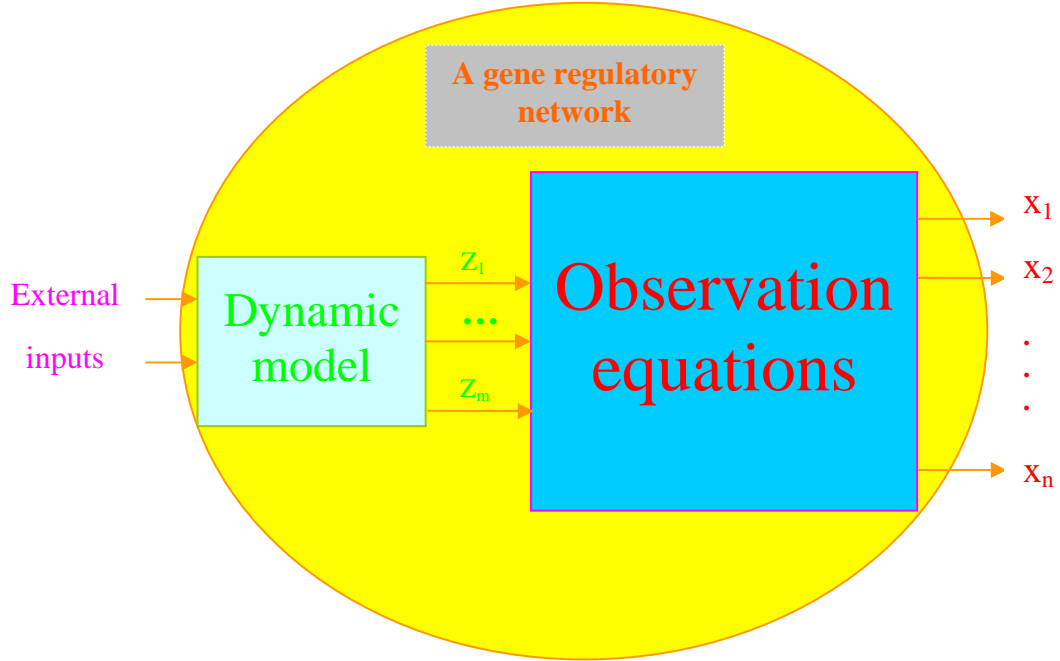 A gene regulatory
network
External
inputs
Dynamic
model
z₁
...
zₘ
Observation
equations
x₁
x₂
.
.
.
xₙ